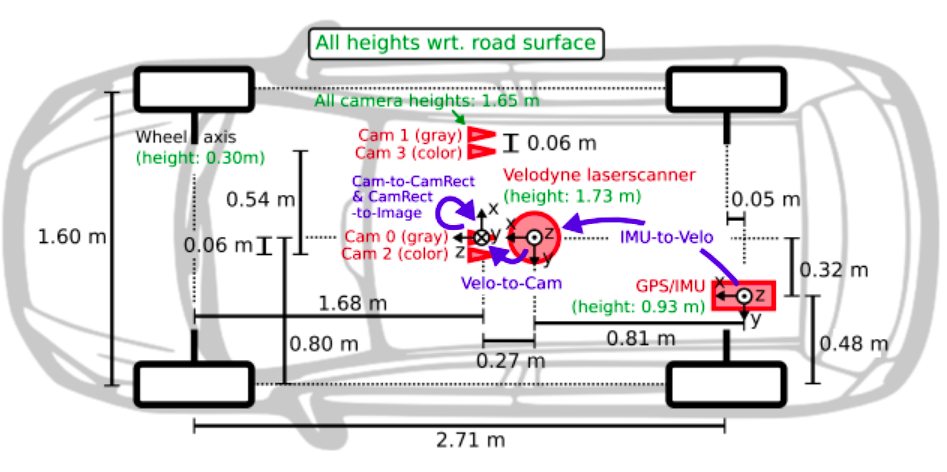 All heights wrt. road surface
All camera heights: 1.65 m
Wheel axis
(height: 0.30m)
Cam 1 (gray)
Cam 3 (color)
0.06 m
Velodyne laserscanner
(height: 1.73 m)
Cam-to-CamRect
& CamRect
-to-Image
0.54 m
0.05 m
x
x
1.60 m
0.06 m
Cam 0 (gray)
Cam 2 (color)
y
z
z
y
IMU-to-Velo
0.32 m
Velo-to-Cam
GPS/IMU
(height: 0.93 m)
x
z
y
1.68 m
0.80 m
0.27 m
0.81 m
0.48 m
2.71 m